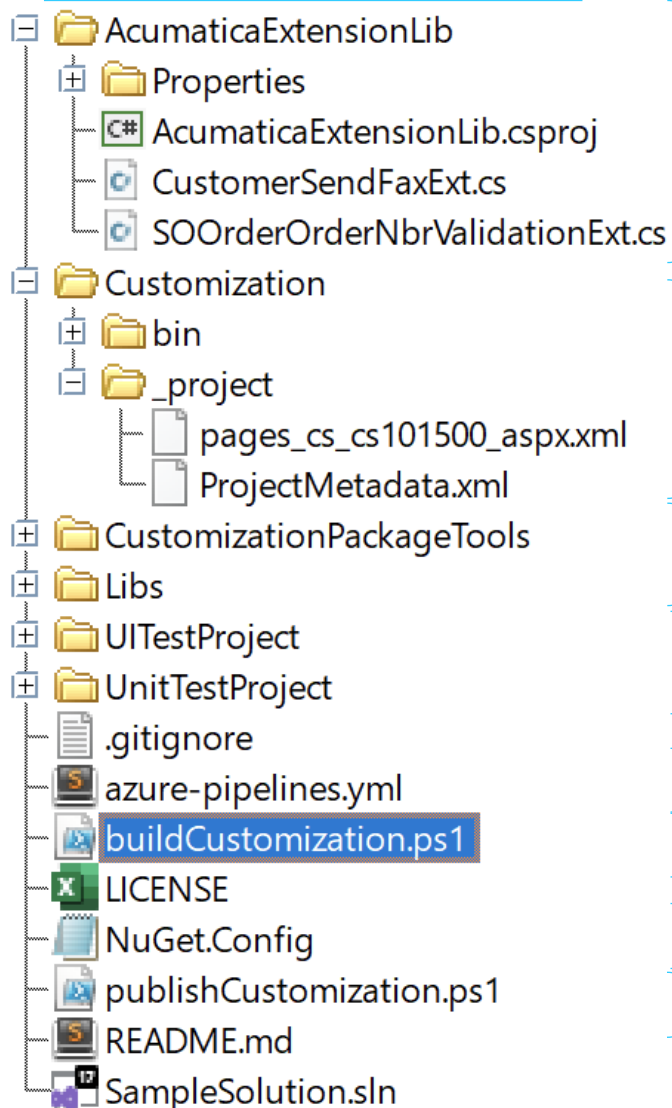 AcumaticaExtensionLib
Properties
C# AcumaticaExtensionLib.csproj
CustomerSendFaxExt.cs
SOOrderOrderNbrValidationExt.cs
Customization
bin
_project
pages_cs_cs101500_aspx.xml
ProjectMetadata.xml
CustomizationPackageTools
Libs
UITestProject
UnitTestProject
.gitignore
azure-pipelines.yml
buildCustomization.ps1
LICENSE
NuGet.Config
publishCustomization.ps1
README.md
SampleSolution.sln